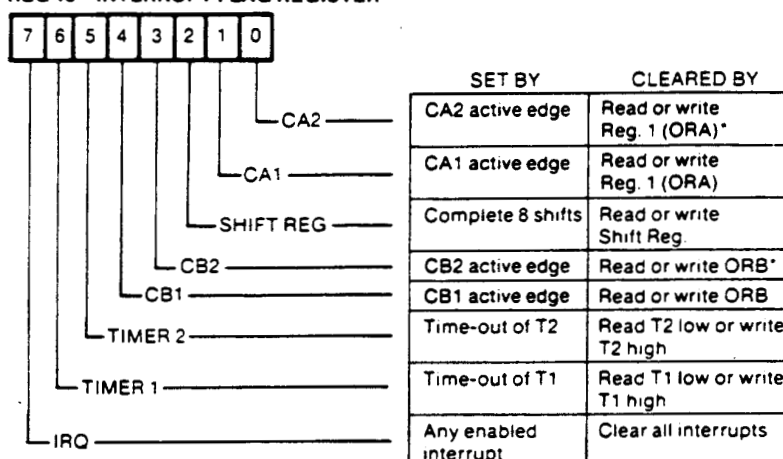 7 6 5 4 3 2 1 0
SET BY CLEARED BY
CA2 CA2 active edge Read or write
Reg. 1 (ORA)*
CA1 CA1 active edge Read or write
Reg. 1 (ORA)
SHIFT REG Complete 8 shifts Read or write
Shift Reg.
CB2 CB2 active edge Read or write ORB*
CB1 CB1 active edge Read or write ORB
TIMER 2 Time-out of T2 Read T2 low or write
T2 high
TIMER 1 Time-out of T1 Read T1 low or write
T1 high
IRQ Any enabled Clear all interrupts
interrupt